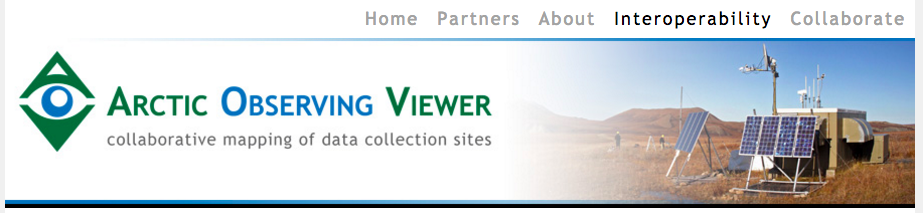 Home Partners About Interoperability Collaborate
ARCTIC OBSERVING VIEWER
collaborative mapping of data collection sites